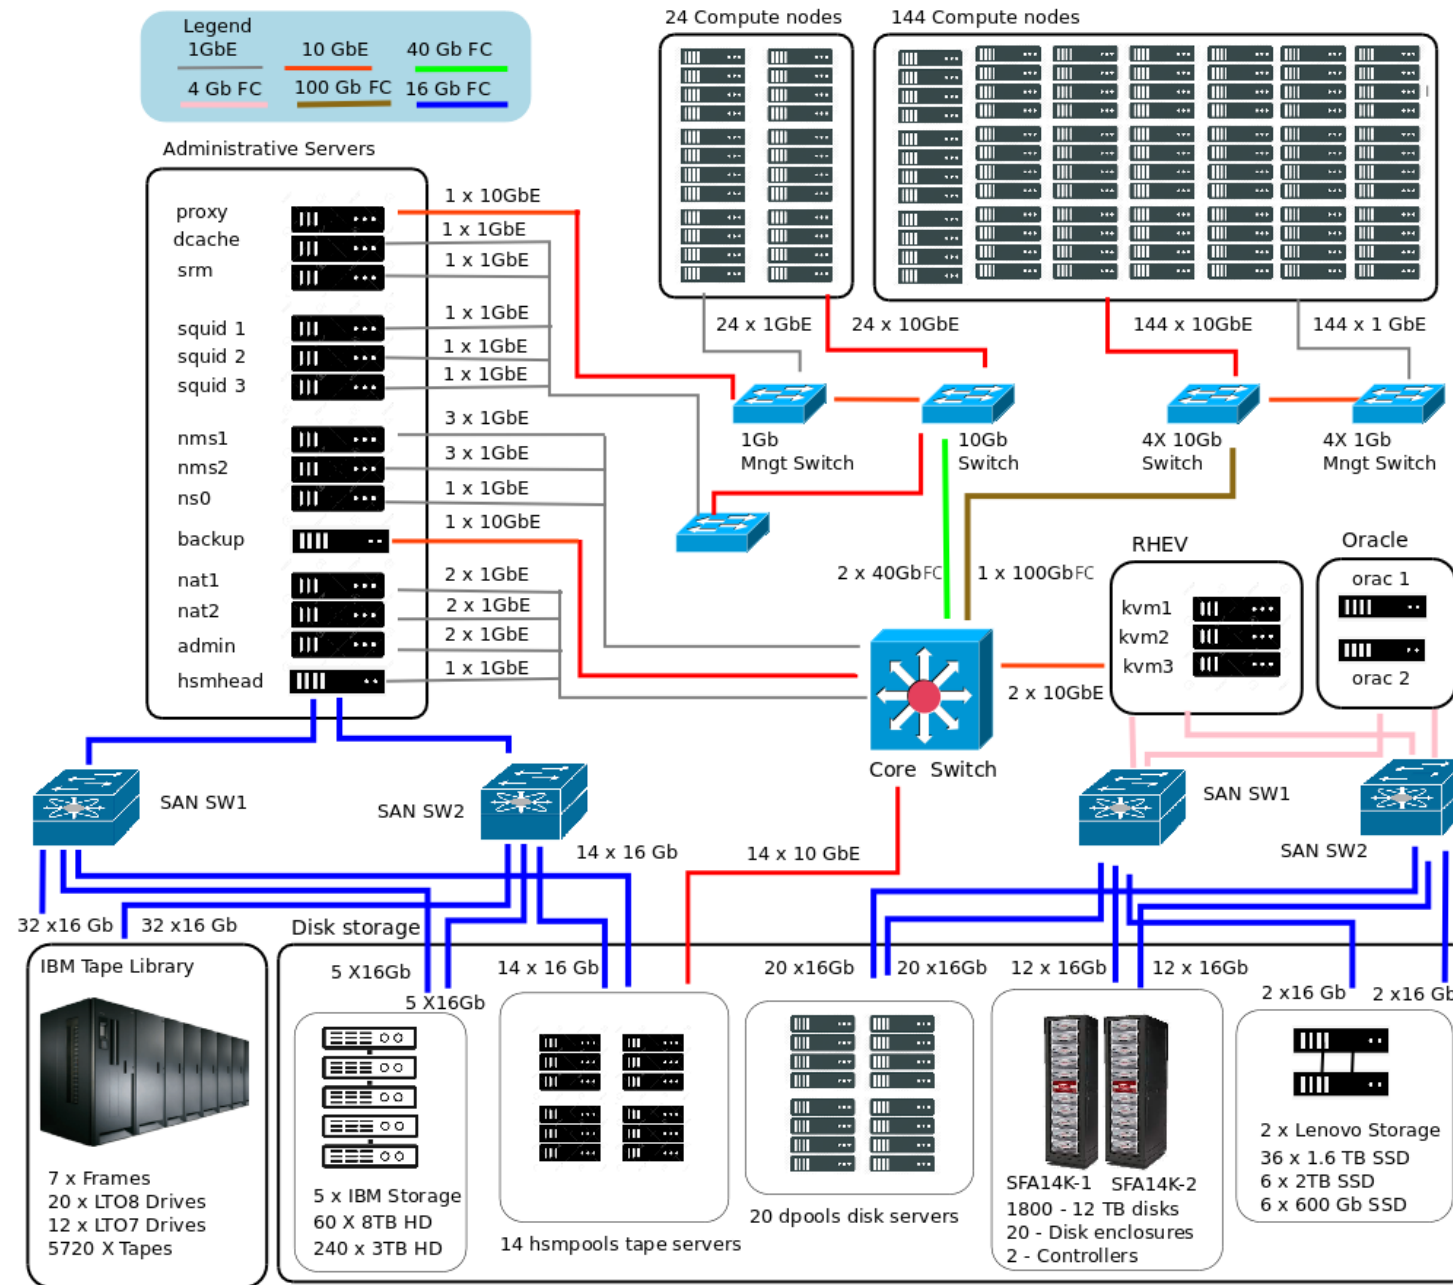 Legend
1GbE
10 GbE
40 Gb FC
4 Gb FC
100 Gb FC
16 Gb FC
24 Compute nodes
144 Compute nodes
Administrative Servers
proxy
dcache
srm
squid 1
squid 2
squid 3
nms1
nms2
ns0
backup
nat1
nat2
admin
hsmhead
1 x 10GbE
1 x 1GbE
1 x 1GbE
1 x 1GbE
1 x 1GbE
1 x 1GbE
3 x 1GbE
3 x 1GbE
1 x 1GbE
1 x 10GbE
2 x 1GbE
2 x 1GbE
2 x 1GbE
1 x 1GbE
24 x 1GbE
24 x 10GbE
144 x 10GbE
144 x 1 GbE
1Gb
Mngt Switch
10Gb
Switch
4X 10Gb
Switch
4X 1Gb
Mngt Switch
2 x 40GbFC
1 x 100GbFC
RHEV
kvm1
kvm2
kvm3
Oracle
orac 1
orac 2
2 x 10GbE
Core Switch
SAN SW1
SAN SW2
SAN SW1
SAN SW2
14 x 16 Gb
14 x 10 GbE
32 x16 Gb
32 x16 Gb
Disk storage
IBM Tape Library
7 x Frames
20 x LTO8 Drives
12 x LTO7 Drives
5720 X Tapes
5 X16Gb
5 X16Gb
5 x IBM Storage
60 X 8TB HD
240 x 3TB HD
14 x 16 Gb
14 hsmpools tape servers
20 x16Gb
20 x16Gb
20 dpools disk servers
12 x 16Gb
12 x 16Gb
SFA14K-1
SFA14K-2
1800 - 12 TB disks
20 - Disk enclosures
2 - Controllers
2 x16 Gb
2 x16 Gb
2 x Lenovo Storage
36 x 1.6 TB SSD
6 x 2TB SSD
6 x 600 Gb SSD